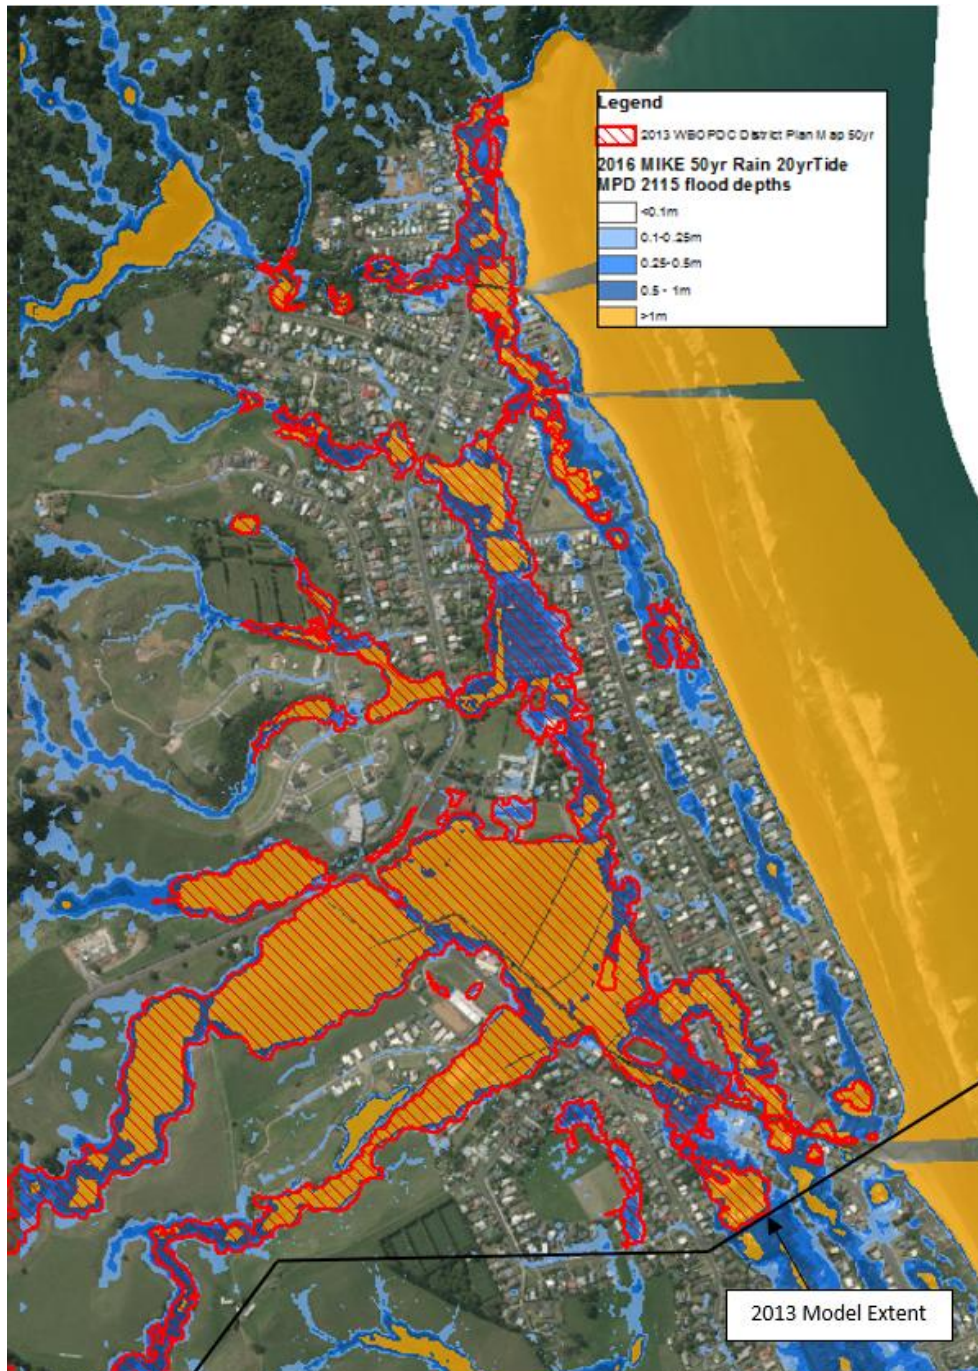 Legend
2013 WBOPDC District Plan Map 50yr
2016 MIKE 50yr Rain 20yrTide
MPD 2115 flood depths
<0.1m
0.1-0.25m
0.25-0.5m
0.5 - 1m
>1m
2013 Model Extent